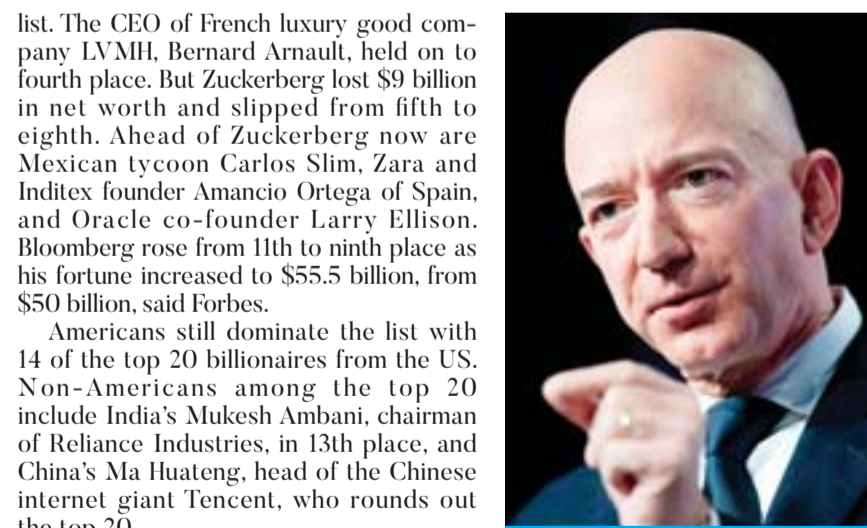 list. The CEO of French luxury good com-
pany LVMH, Bernard Arnault, held on to
fourth place. But Zuckerberg lost $9 billion
in net worth and slipped from fifth to
eighth. Ahead of Zuckerberg now are
Mexican tycoon Carlos Slim, Zara and
Inditex founder Amancio Ortega of Spain,
and Oracle co-founder Larry Ellison.
Bloomberg rose from 11th to ninth place as
his fortune increased to $55.5 billion, from
$50 billion, said Forbes.
Americans still dominate the list with
14 of the top 20 billionaires from the US.
Non-Americans among the top 20
include India's Mukesh Ambani, chairman
of Reliance Industries, in 13th place, and
China's Ma Huateng, head of the Chinese
internet giant Tencent, who rounds out
the top 20.